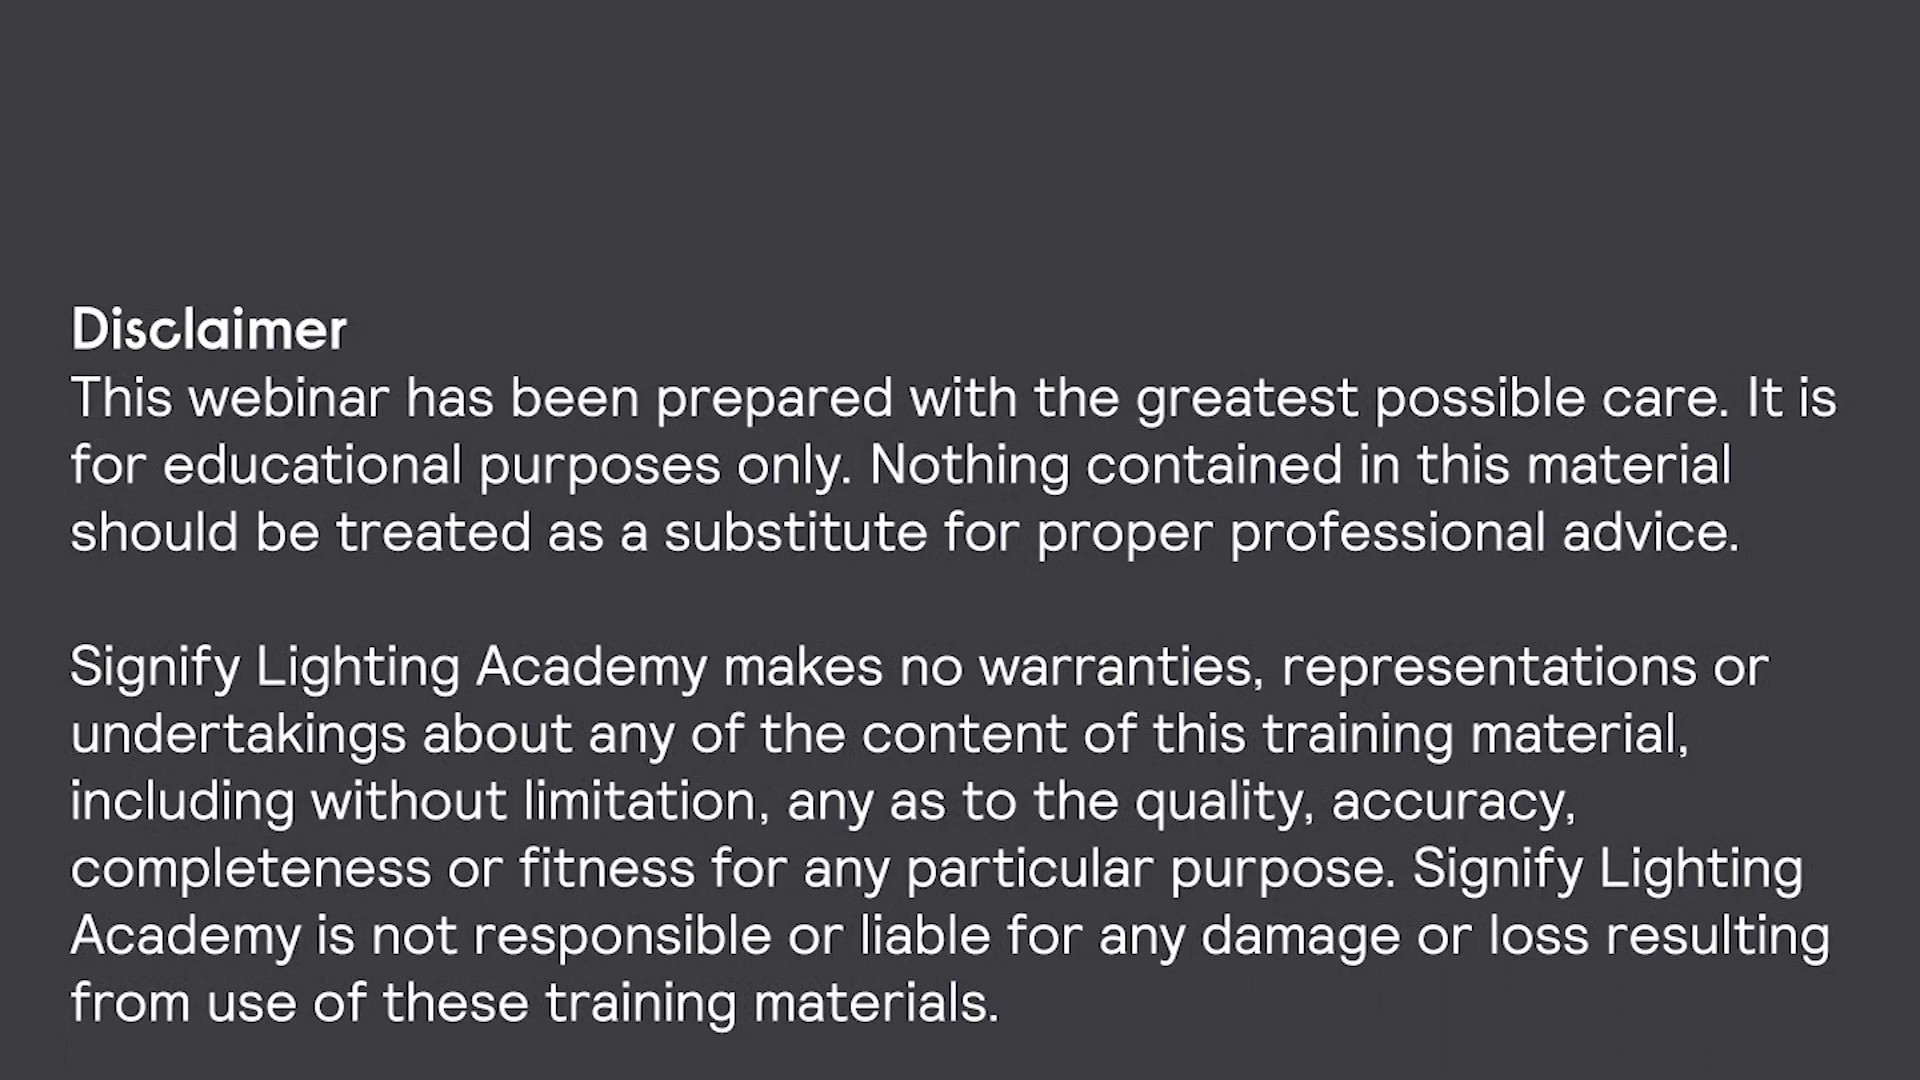 Disclaimer
This webinar has been prepared with the greatest possible care. It is
for educational purposes only. Nothing contained in this material
should be treated as a substitute for proper professional advice.
Signify Lighting Academy makes no warranties, representations or
undertakings about any of the content of this training material,
including without limitation, any as to the quality, accuracy,
completeness or fitness for any particular purpose. Signify Lighting
Academy is not responsible or liable for any damage or loss resulting
from use of these training materials.